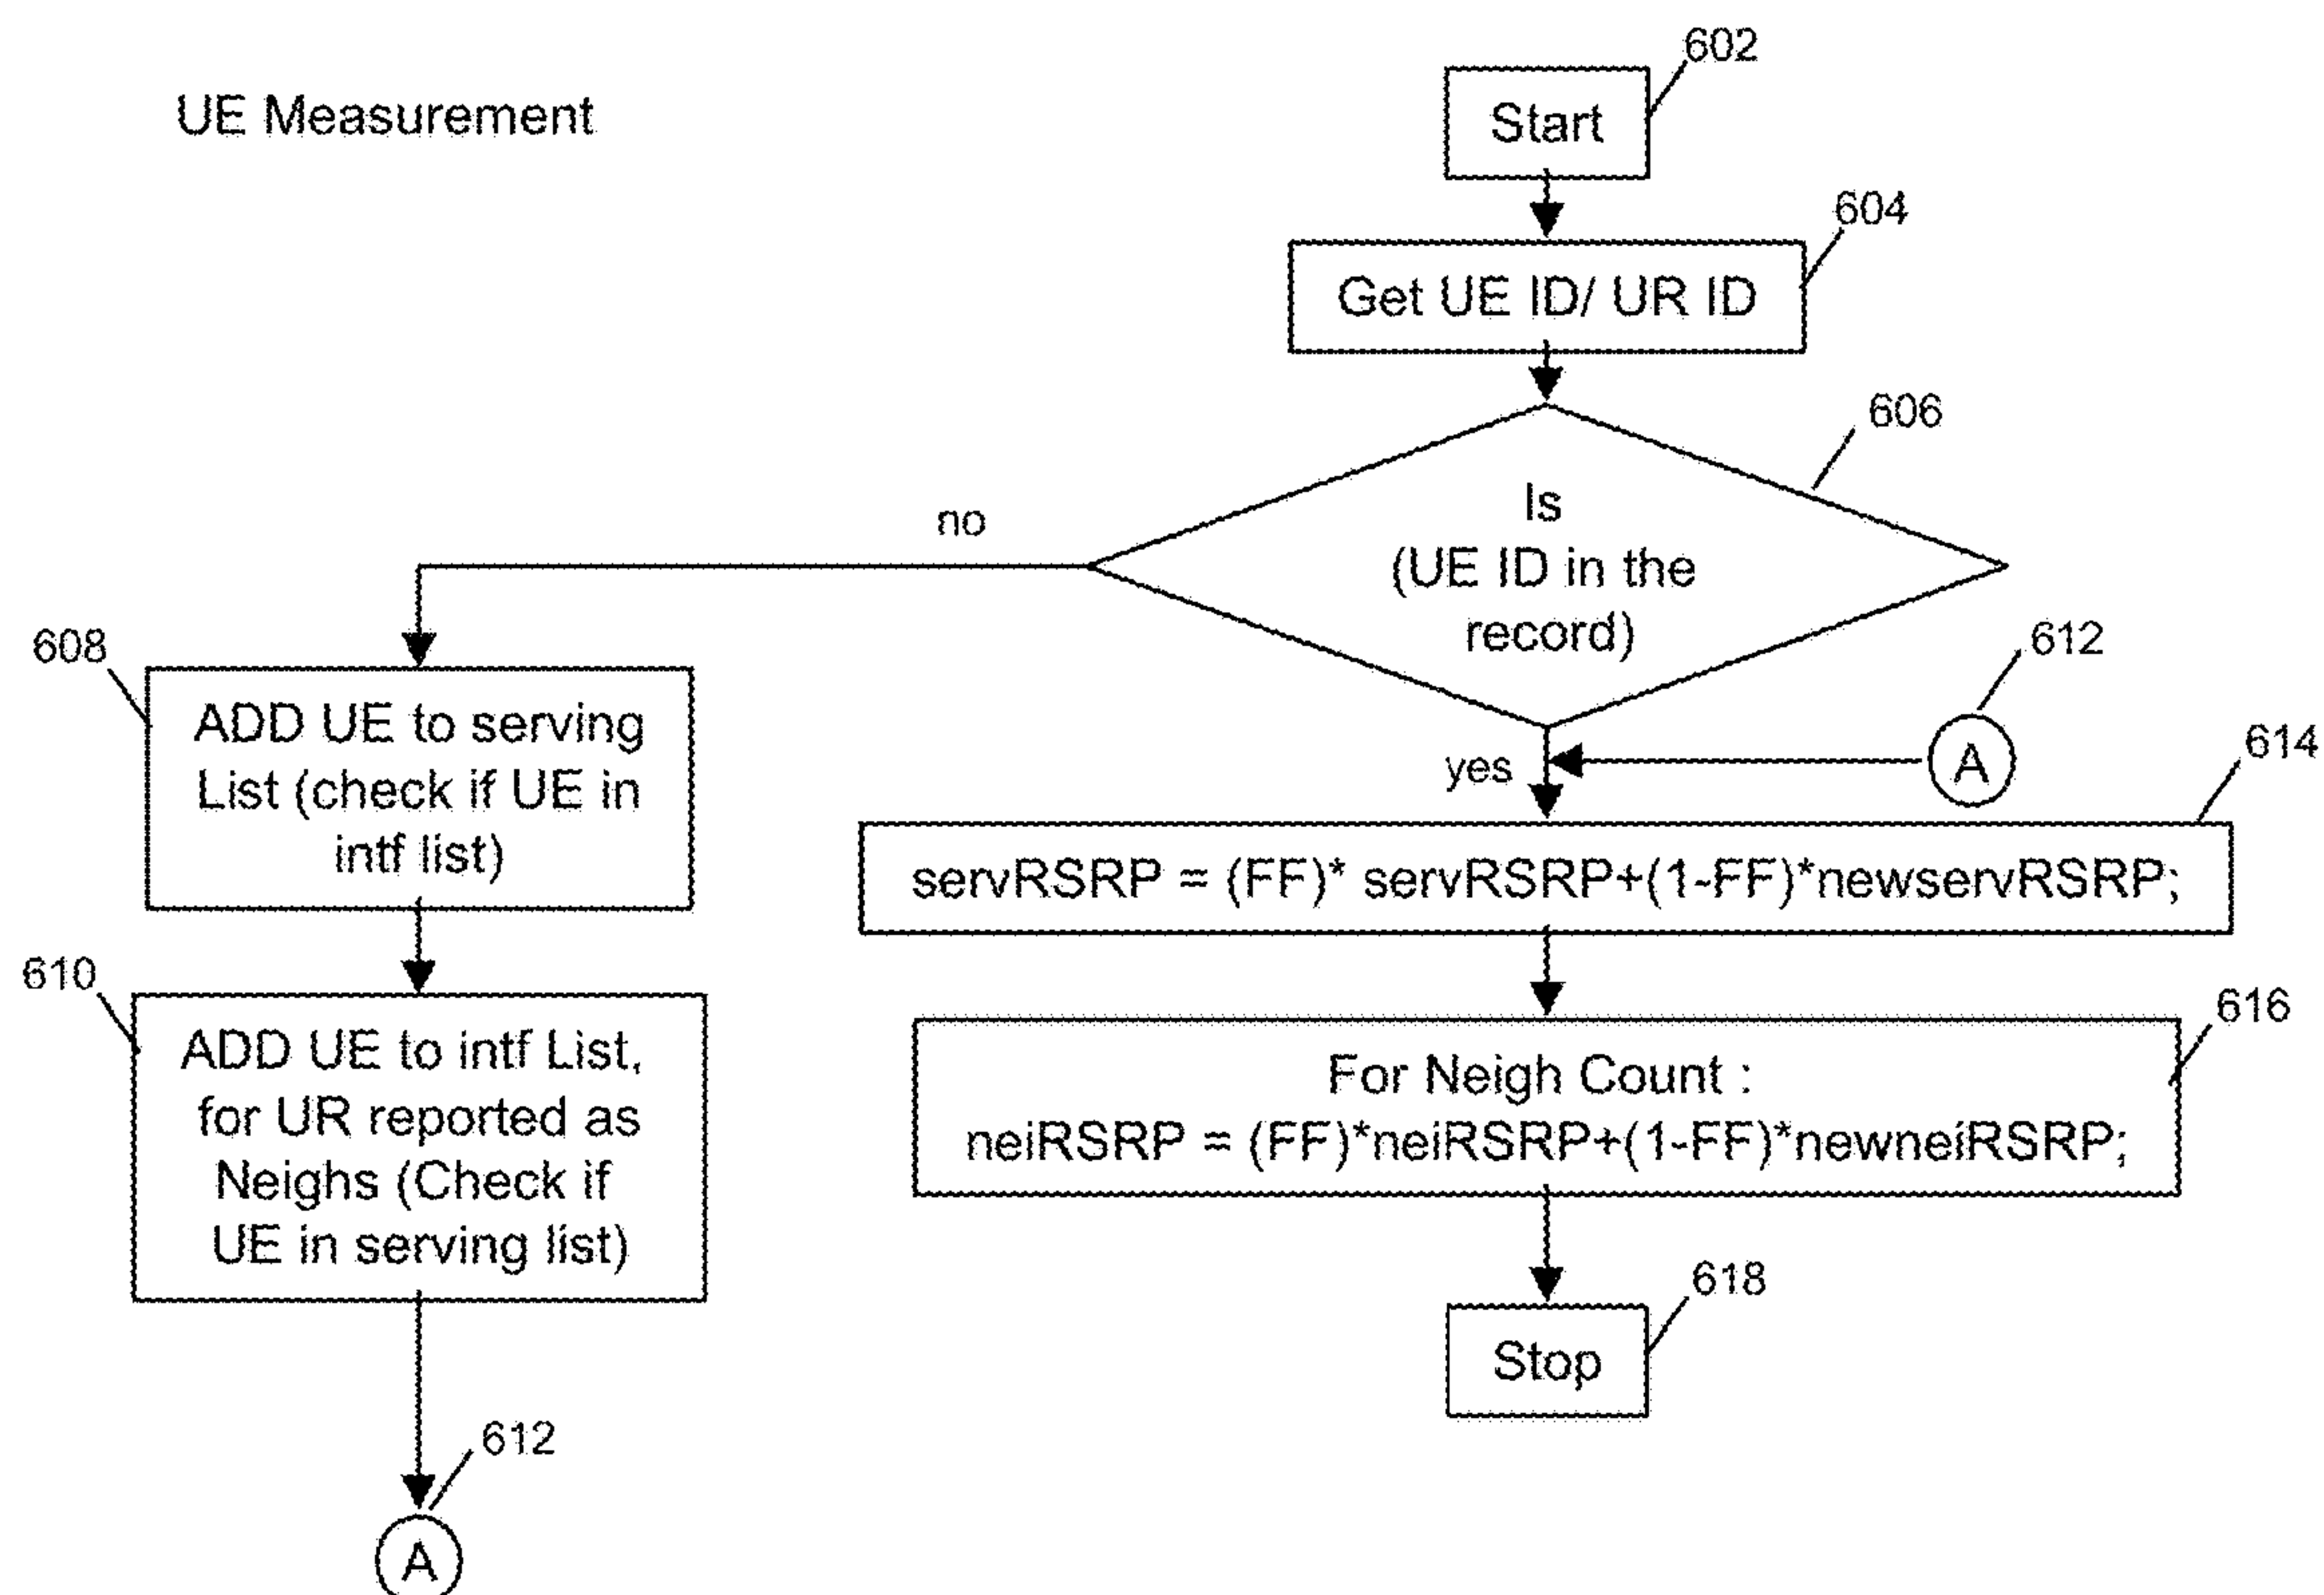 UE Measurement
602
Start
604
Get UE ID/ UR ID
606
Is
(UE ID in the
record)
no
yes
612
A
608
ADD UE to serving
List (check if UE in
intf list)
614
servRSRP = (FF)* servRSRP+(1-FF)*newservRSRP;
610
ADD UE to intf List,
for UR reported as
Neighs (Check if
UE in serving list)
616
For Neigh Count :
neiRSRP = (FF)*neiRSRP+(1-FF)*newneiRSRP;
618
Stop
612
A